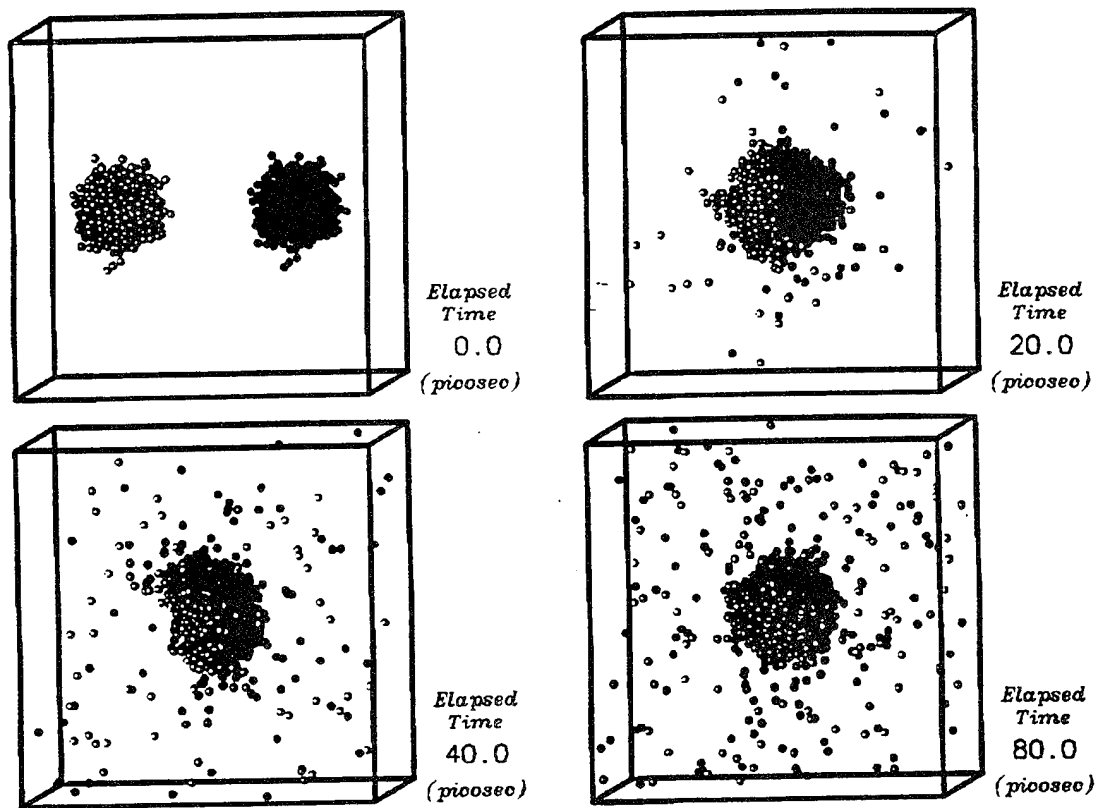 Elapsed
Time
0.0
(picosec)
Elapsed
Time
20.0
(picosec)
Elapsed
Time
40.0
(picosec)
Elapsed
Time
80.0
(picosec)